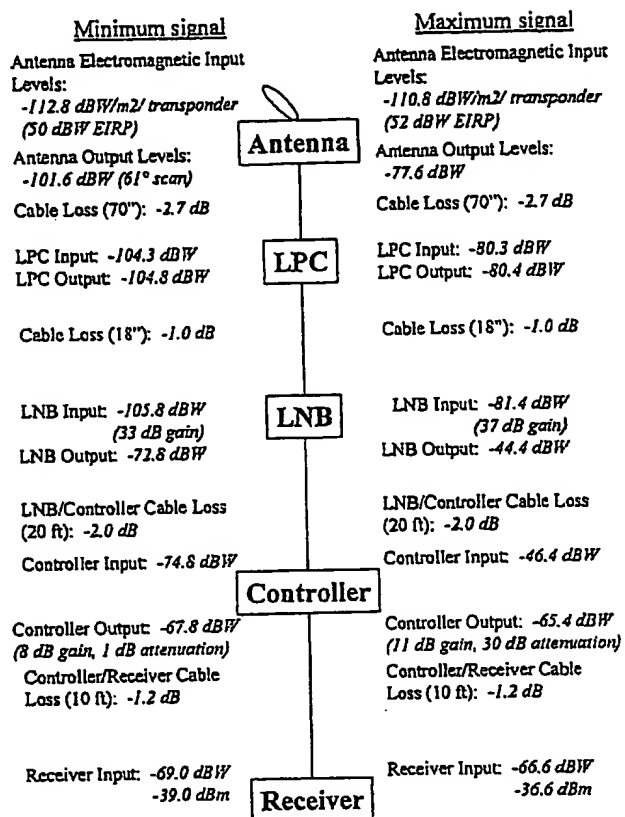 Minimum signal
Antenna Electromagnetic Input
Levels:
-112.8 dBW/m2/ transponder
(50 dBW EIRP)
Antenna Output Levels:
-101.6 dBW (61° scan)
Cable Loss (70"): -2.7 dB
LPC Input: -104.3 dBW
LPC Output: -104.8 dBW
Cable Loss (18"): -1.0 dB
LNB Input: -105.8 dBW
(33 dB gain)
LNB Output: -72.8 dBW
LNB/Controller Cable Loss
(20 ft): -2.0 dB
Controller Input: -74.8 dBW
Controller Output: -67.8 dBW
(8 dB gain, 1 dB attenuation)
Controller/Receiver Cable
Loss (10 ft): -1.2 dB
Receiver Input: -69.0 dBW
-39.0 dBm
Antenna
LPC
LNB
Controller
Receiver
Maximum signal
Antenna Electromagnetic Input
Levels:
-110.8 dBW/m2/ transponder
(52 dBW EIRP)
Antenna Output Levels:
-77.6 dBW
Cable Loss (70"): -2.7 dB
LPC Input: -80.3 dBW
LPC Output: -80.4 dBW
Cable Loss (18"): -1.0 dB
LNB Input: -81.4 dBW
(37 dB gain)
LNB Output: -44.4 dBW
LNB/Controller Cable Loss
(20 ft): -2.0 dB
Controller Input: -46.4 dBW
Controller Output: -65.4 dBW
(11 dB gain, 30 dB attenuation)
Controller/Receiver Cable
Loss (10 ft): -1.2 dB
Receiver Input: -66.6 dBW
-36.6 dBm